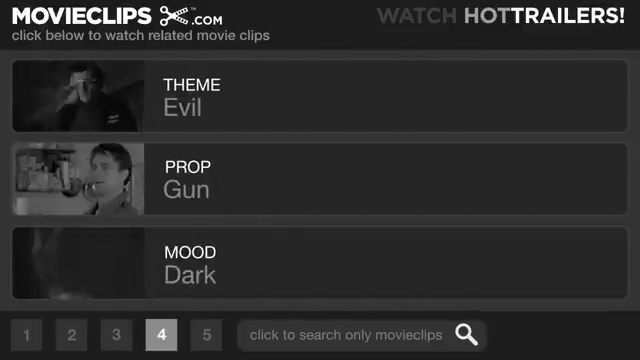 MOVIECLIPS.COM™ WATCH HOTTRAILERS!
click below to watch related movie clips
THEME
Evil
PROP
Gun
MOOD
Dark
1 2 3 4 5 click to search only movieclips